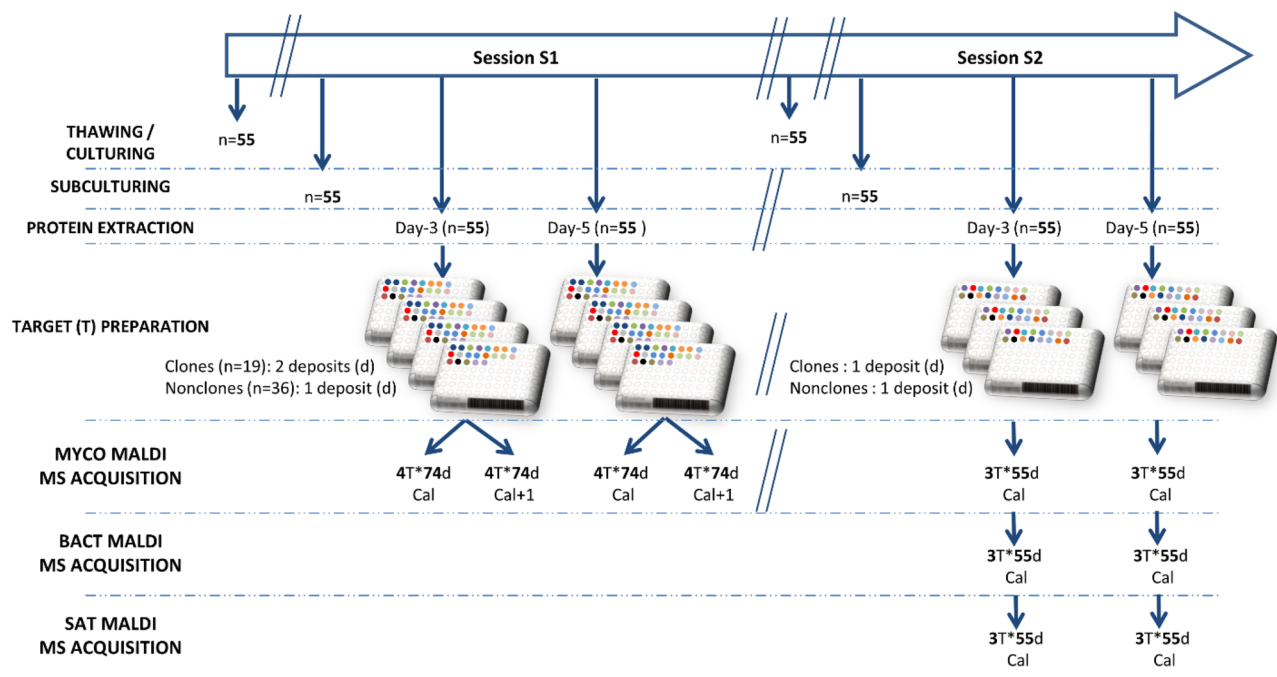 Session S1
Session S2
THAWING /
CULTURING
n=55
n=55
SUBCULTURING
n=55
n=55
PROTEIN EXTRACTION
Day-3 (n=55)
Day-5 (n=55 )
Day-3 (n=55)
Day-5 (n=55)
TARGET (T) PREPARATION
Clones (n=19): 2 deposits (d)
Nonclones (n=36): 1 deposit (d)
Clones : 1 deposit (d)
Nonclones : 1 deposit (d)
MYCO MALDI
MS ACQUISITION
4T*74d
Cal
4T*74d
Cal+1
4T*74d
Cal
4T*74d
Cal+1
3T*55d
Cal
3T*55d
Cal
BACT MALDI
MS ACQUISITION
3T*55d
Cal
3T*55d
Cal
SAT MALDI
MS ACQUISITION
3T*55d
Cal
3T*55d
Cal